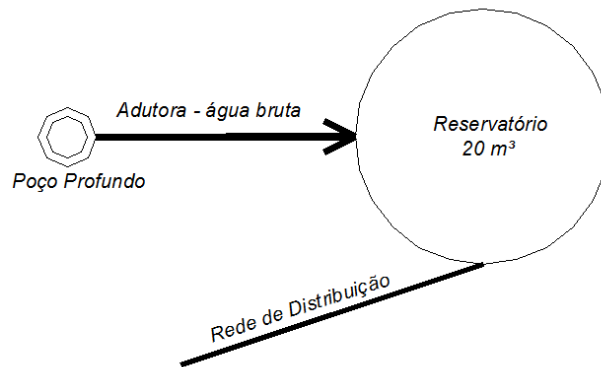 Adutora - água bruta
Poço Profundo
Reservatório
20 m³
Rede de Distribuição